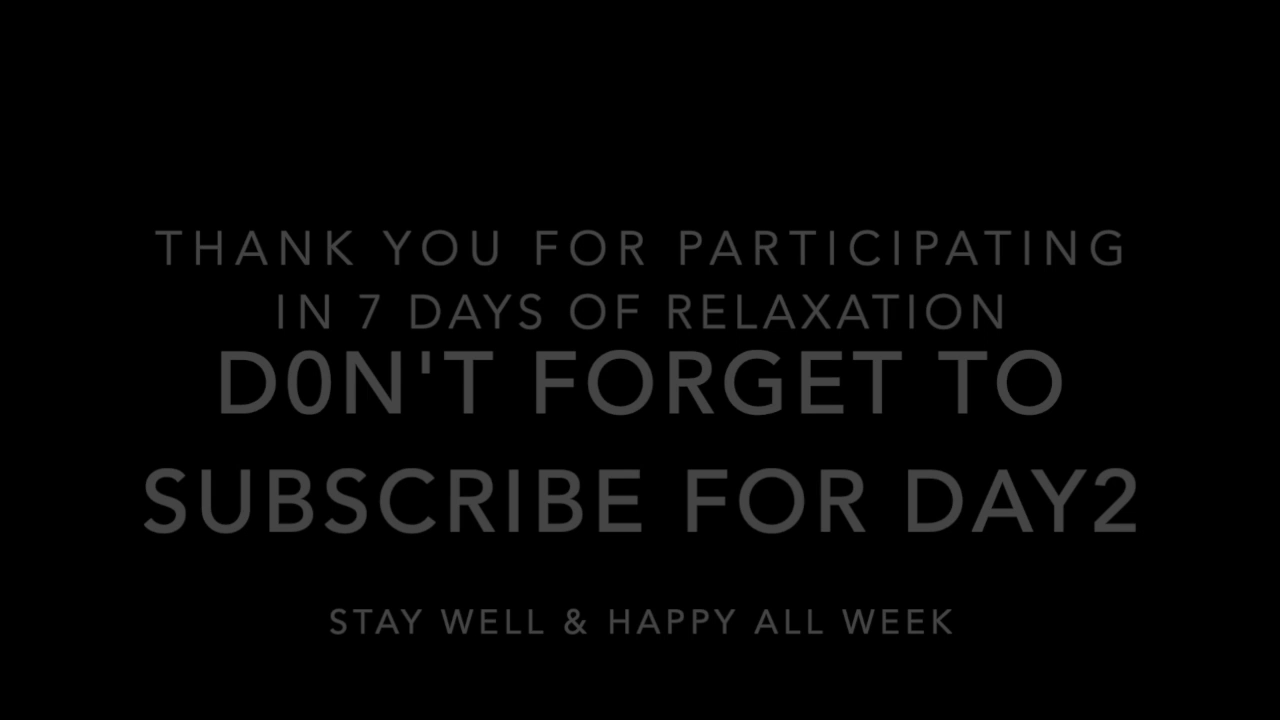 THANK YOU FOR PARTICIPATING
IN 7 DAYS OF RELAXATION
D0N'T FORGET TO
SUBSCRIBE FOR DAY2
STAY WELL & HAPPY ALL WEEK